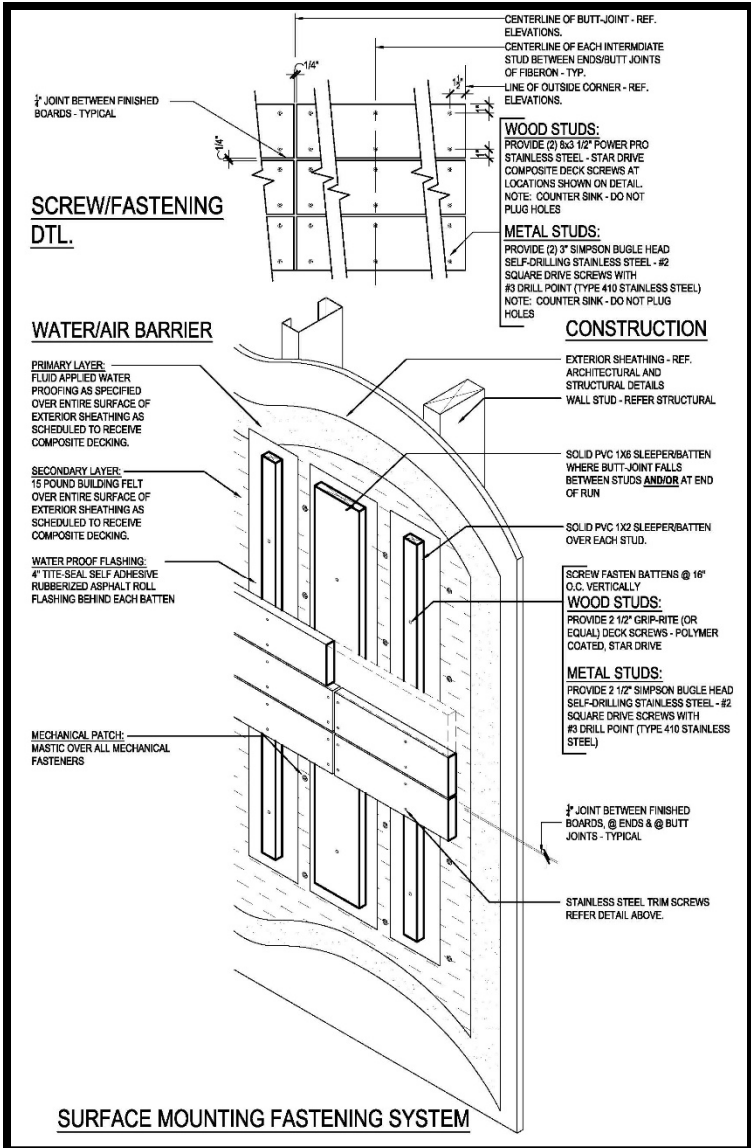 CENTERLINE OF BUTT-JOINT - REF.
ELEVATIONS.
CENTERLINE OF EACH INTERMDIATE
STUD BETWEEN ENDS/BUTT JOINTS
OF FIBERON - TYP.
LINE OF OUTSIDE CORNER - REF.
ELEVATIONS.
1/4"
1 1/2"
1/4" JOINT BETWEEN FINISHED
BOARDS - TYPICAL
1/4"
1"
1"
SCREW/FASTENING
DTL.
WOOD STUDS:
PROVIDE (2) 8x3 1/2" POWER PRO
STAINLESS STEEL - STAR DRIVE
COMPOSITE DECK SCREWS AT
LOCATIONS SHOWN ON DETAIL.
NOTE: COUNTER SINK - DO NOT
PLUG HOLES
METAL STUDS:
PROVIDE (2) 3" SIMPSON BUGLE HEAD
SELF-DRILLING STAINLESS STEEL - #2
SQUARE DRIVE SCREWS WITH
#3 DRILL POINT (TYPE 410 STAINLESS STEEL)
NOTE: COUNTER SINK - DO NOT PLUG
HOLES
WATER/AIR BARRIER
PRIMARY LAYER:
FLUID APPLIED WATER
PROOFING AS SPECIFIED
OVER ENTIRE SURFACE OF
EXTERIOR SHEATHING AS
SCHEDULED TO RECEIVE
COMPOSITE DECKING.
SECONDARY LAYER:
15 POUND BUILDING FELT
OVER ENTIRE SURFACE OF
EXTERIOR SHEATHING AS
SCHEDULED TO RECEIVE
COMPOSITE DECKING.
WATER PROOF FLASHING:
4" TITE-SEAL SELF ADHESIVE
RUBBERIZED ASPHALT ROLL
FLASHING BEHIND EACH BATTEN
MECHANICAL PATCH:
MASTIC OVER ALL MECHANICAL
FASTENERS
CONSTRUCTION
EXTERIOR SHEATHING - REF.
ARCHITECTURAL AND
STRUCTURAL DETAILS
WALL STUD - REFER STRUCTURAL
SOLID PVC 1X6 SLEEPER/BATTEN
WHERE BUTT-JOINT FALLS
BETWEEN STUDS AND/OR AT END
OF RUN
SOLID PVC 1X2 SLEEPER/BATTEN
OVER EACH STUD.
SCREW FASTEN BATTENS @ 16"
O.C. VERTICALLY
WOOD STUDS:
PROVIDE 2 1/2" GRIP-RITE (OR
EQUAL) DECK SCREWS - POLYMER
COATED, STAR DRIVE
METAL STUDS:
PROVIDE 2 1/2" SIMPSON BUGLE HEAD
SELF-DRILLING STAINLESS STEEL - #2
SQUARE DRIVE SCREWS WITH
#3 DRILL POINT (TYPE 410 STAINLESS
STEEL)
1/4" JOINT BETWEEN FINISHED
BOARDS, @ ENDS & @ BUTT
JOINTS - TYPICAL
STAINLESS STEEL TRIM SCREWS
REFER DETAIL ABOVE.
SURFACE MOUNTING FASTENING SYSTEM